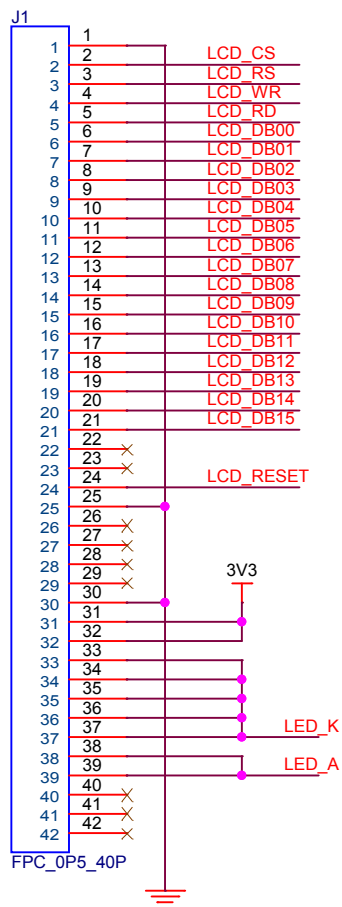 J1
1 1
2 2 LCD_CS
3 3 LCD_RS
4 4 LCD_WR
5 5 LCD_RD
6 6 LCD_DB00
7 7 LCD_DB01
8 8 LCD_DB02
9 9 LCD_DB03
10 10 LCD_DB04
11 11 LCD_DB05
12 12 LCD_DB06
13 13 LCD_DB07
14 14 LCD_DB08
15 15 LCD_DB09
16 16 LCD_DB10
17 17 LCD_DB11
18 18 LCD_DB12
19 19 LCD_DB13
20 20 LCD_DB14
21 21 LCD_DB15
22 22
23 23
24 24 LCD_RESET
25 25
26 26
27 27
28 28
29 29
3V3
30 30
31 31
32 32
33 33
34 34
35 35
36 36
37 37 LED_K
38 38
39 39 LED_A
40 40
41 41
42 42
FPC_0P5_40P